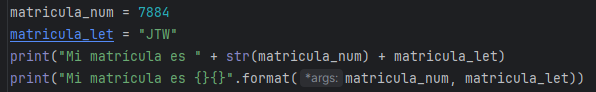 matricula_num = 7884
matricula_let = "JTW"
print("Mi matrícula es " + str(matricula_num) + matricula_let)
print("Mi matrícula es {}{}".format( *args: matricula_num, matricula_let))